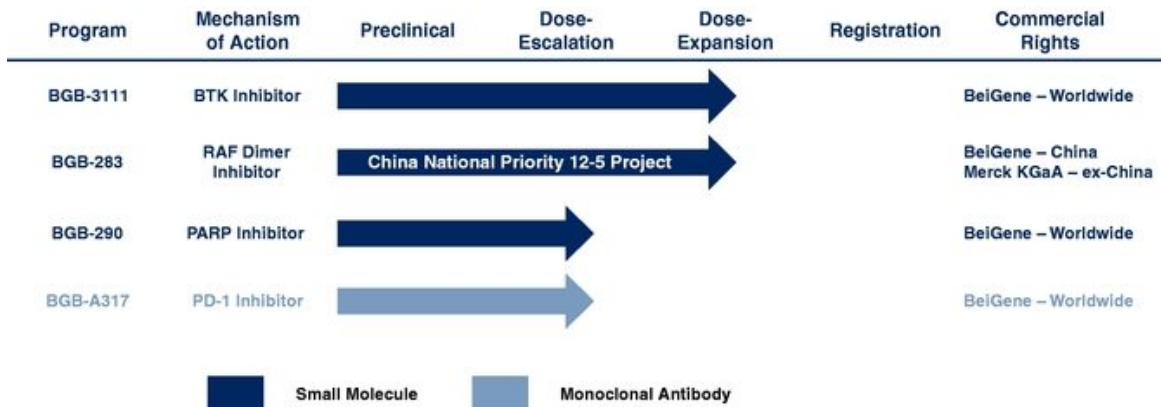 Program
Mechanism
of Action
Preclinical
Dose-
Escalation
Dose-
Expansion
Registration
Commercial
Rights
BGB-3111
BTK Inhibitor
BeiGene – Worldwide
BGB-283
RAF Dimer
Inhibitor
China National Priority 12-5 Project
BeiGene – China
Merck KGaA – ex-China
BGB-290
PARP Inhibitor
BeiGene – Worldwide
BGB-A317
PD-1 Inhibitor
BeiGene – Worldwide
Small Molecule
Monoclonal Antibody